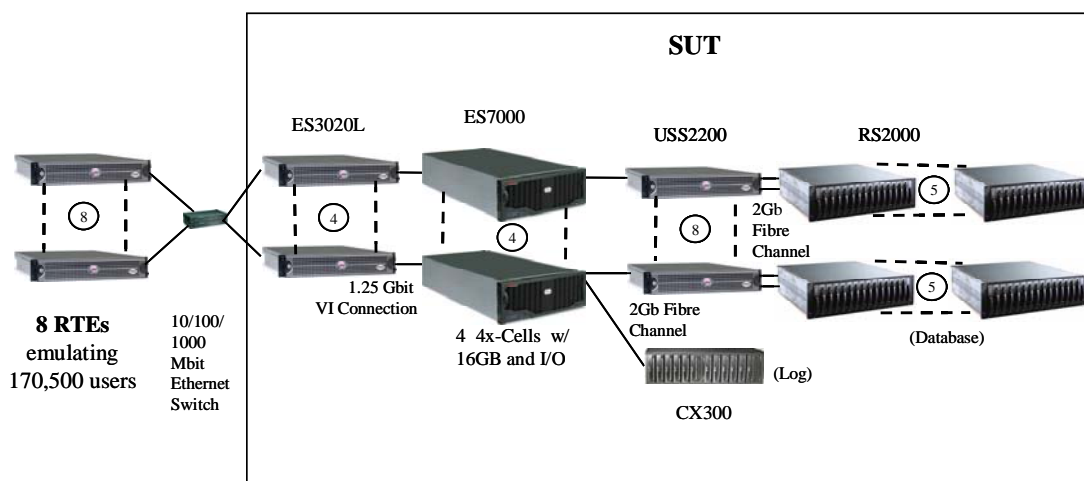 SUT
ES3020L
ES7000
USS2200
RS2000
8
4
4
8
5
5
2Gb
Fibre
Channel
1.25 Gbit
VI Connection
2Gb Fibre
Channel
4 4x-Cells w/
16GB and I/O
(Database)
(Log)
CX300
8 RTEs
emulating
170,500 users
10/100/
1000
Mbit
Ethernet
Switch